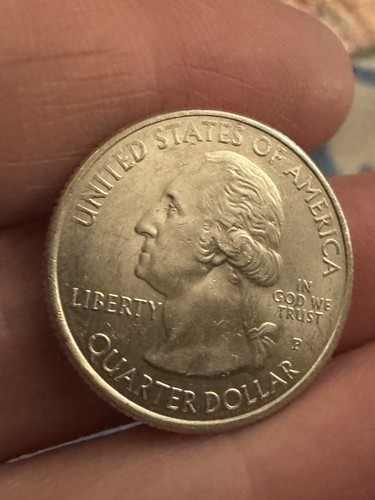 UNITED STATES OF AMERICA
LIBERTY
IN
GOD WE
TRUST
P
QUARTER DOLLAR